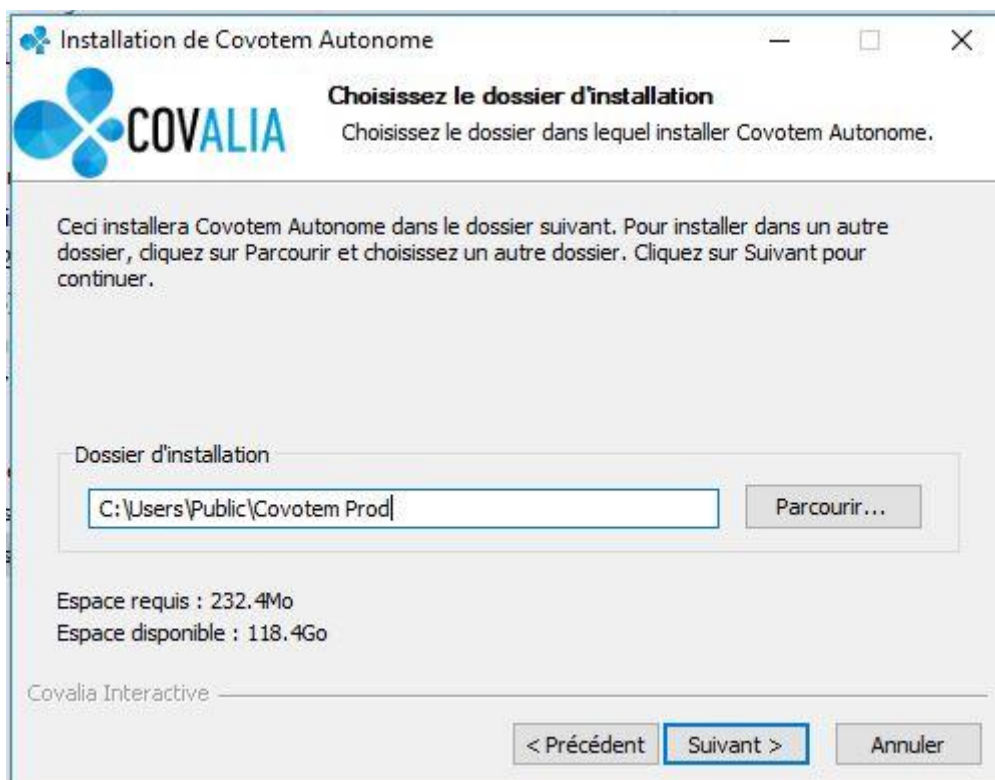 Installation de Covotem Autonome
COVALIA
Choisissez le dossier d'installation
Choisissez le dossier dans lequel installer Covotem Autonome.
Ceci installera Covotem Autonome dans le dossier suivant. Pour installer dans un autre
dossier, cliquez sur Parcourir et choisissez un autre dossier. Cliquez sur Suivant pour
continuer.
Dossier d'installation
C:\Users\Public\Covotem Prod
Parcourir...
Espace requis : 232.4Mo
Espace disponible : 118.4Go
Covalia Interactive
< Précédent
Suivant >
Annuler